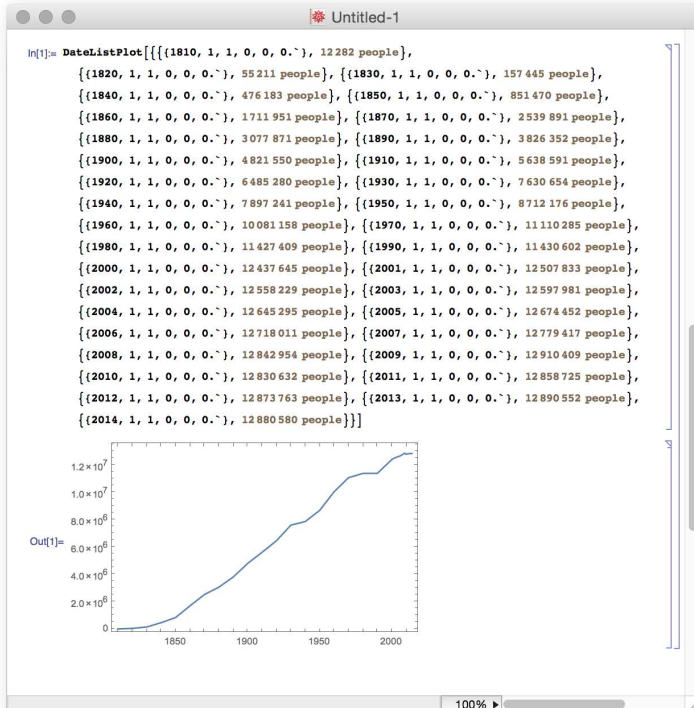 Untitled-1
In[1]:= DateListPlot[{{{{1810, 1, 1, 0, 0, 0.`}, 12282 people},
{{1820, 1, 1, 0, 0, 0.`}, 55211 people}, {{1830, 1, 1, 0, 0, 0.`}, 157445 people},
{{1840, 1, 1, 0, 0, 0.`}, 476183 people}, {{1850, 1, 1, 0, 0, 0.`}, 851470 people},
{{1860, 1, 1, 0, 0, 0.`}, 1711951 people}, {{1870, 1, 1, 0, 0, 0.`}, 2539891 people},
{{1880, 1, 1, 0, 0, 0.`}, 3077871 people}, {{1890, 1, 1, 0, 0, 0.`}, 3826352 people},
{{1900, 1, 1, 0, 0, 0.`}, 4821550 people}, {{1910, 1, 1, 0, 0, 0.`}, 5638591 people},
{{1920, 1, 1, 0, 0, 0.`}, 6485280 people}, {{1930, 1, 1, 0, 0, 0.`}, 7630654 people},
{{1940, 1, 1, 0, 0, 0.`}, 7897241 people}, {{1950, 1, 1, 0, 0, 0.`}, 8712176 people},
{{1960, 1, 1, 0, 0, 0.`}, 10081158 people}, {{1970, 1, 1, 0, 0, 0.`}, 11110285 people},
{{1980, 1, 1, 0, 0, 0.`}, 11427409 people}, {{1990, 1, 1, 0, 0, 0.`}, 11430602 people},
{{2000, 1, 1, 0, 0, 0.`}, 12437645 people}, {{2001, 1, 1, 0, 0, 0.`}, 12507833 people},
{{2002, 1, 1, 0, 0, 0.`}, 12558229 people}, {{2003, 1, 1, 0, 0, 0.`}, 12597981 people},
{{2004, 1, 1, 0, 0, 0.`}, 12645295 people}, {{2005, 1, 1, 0, 0, 0.`}, 12674452 people},
{{2006, 1, 1, 0, 0, 0.`}, 12718011 people}, {{2007, 1, 1, 0, 0, 0.`}, 12779417 people},
{{2008, 1, 1, 0, 0, 0.`}, 12842954 people}, {{2009, 1, 1, 0, 0, 0.`}, 12910409 people},
{{2010, 1, 1, 0, 0, 0.`}, 12830632 people}, {{2011, 1, 1, 0, 0, 0.`}, 12858725 people},
{{2012, 1, 1, 0, 0, 0.`}, 12873763 people}, {{2013, 1, 1, 0, 0, 0.`}, 12890552 people},
{{2014, 1, 1, 0, 0, 0.`}, 12880580 people}}}]
1.2 × 10⁷
1.0 × 10⁷
8.0 × 10⁶
Out[1]= 6.0 × 10⁶
4.0 × 10⁶
2.0 × 10⁶
0
1850 1900 1950 2000
100%